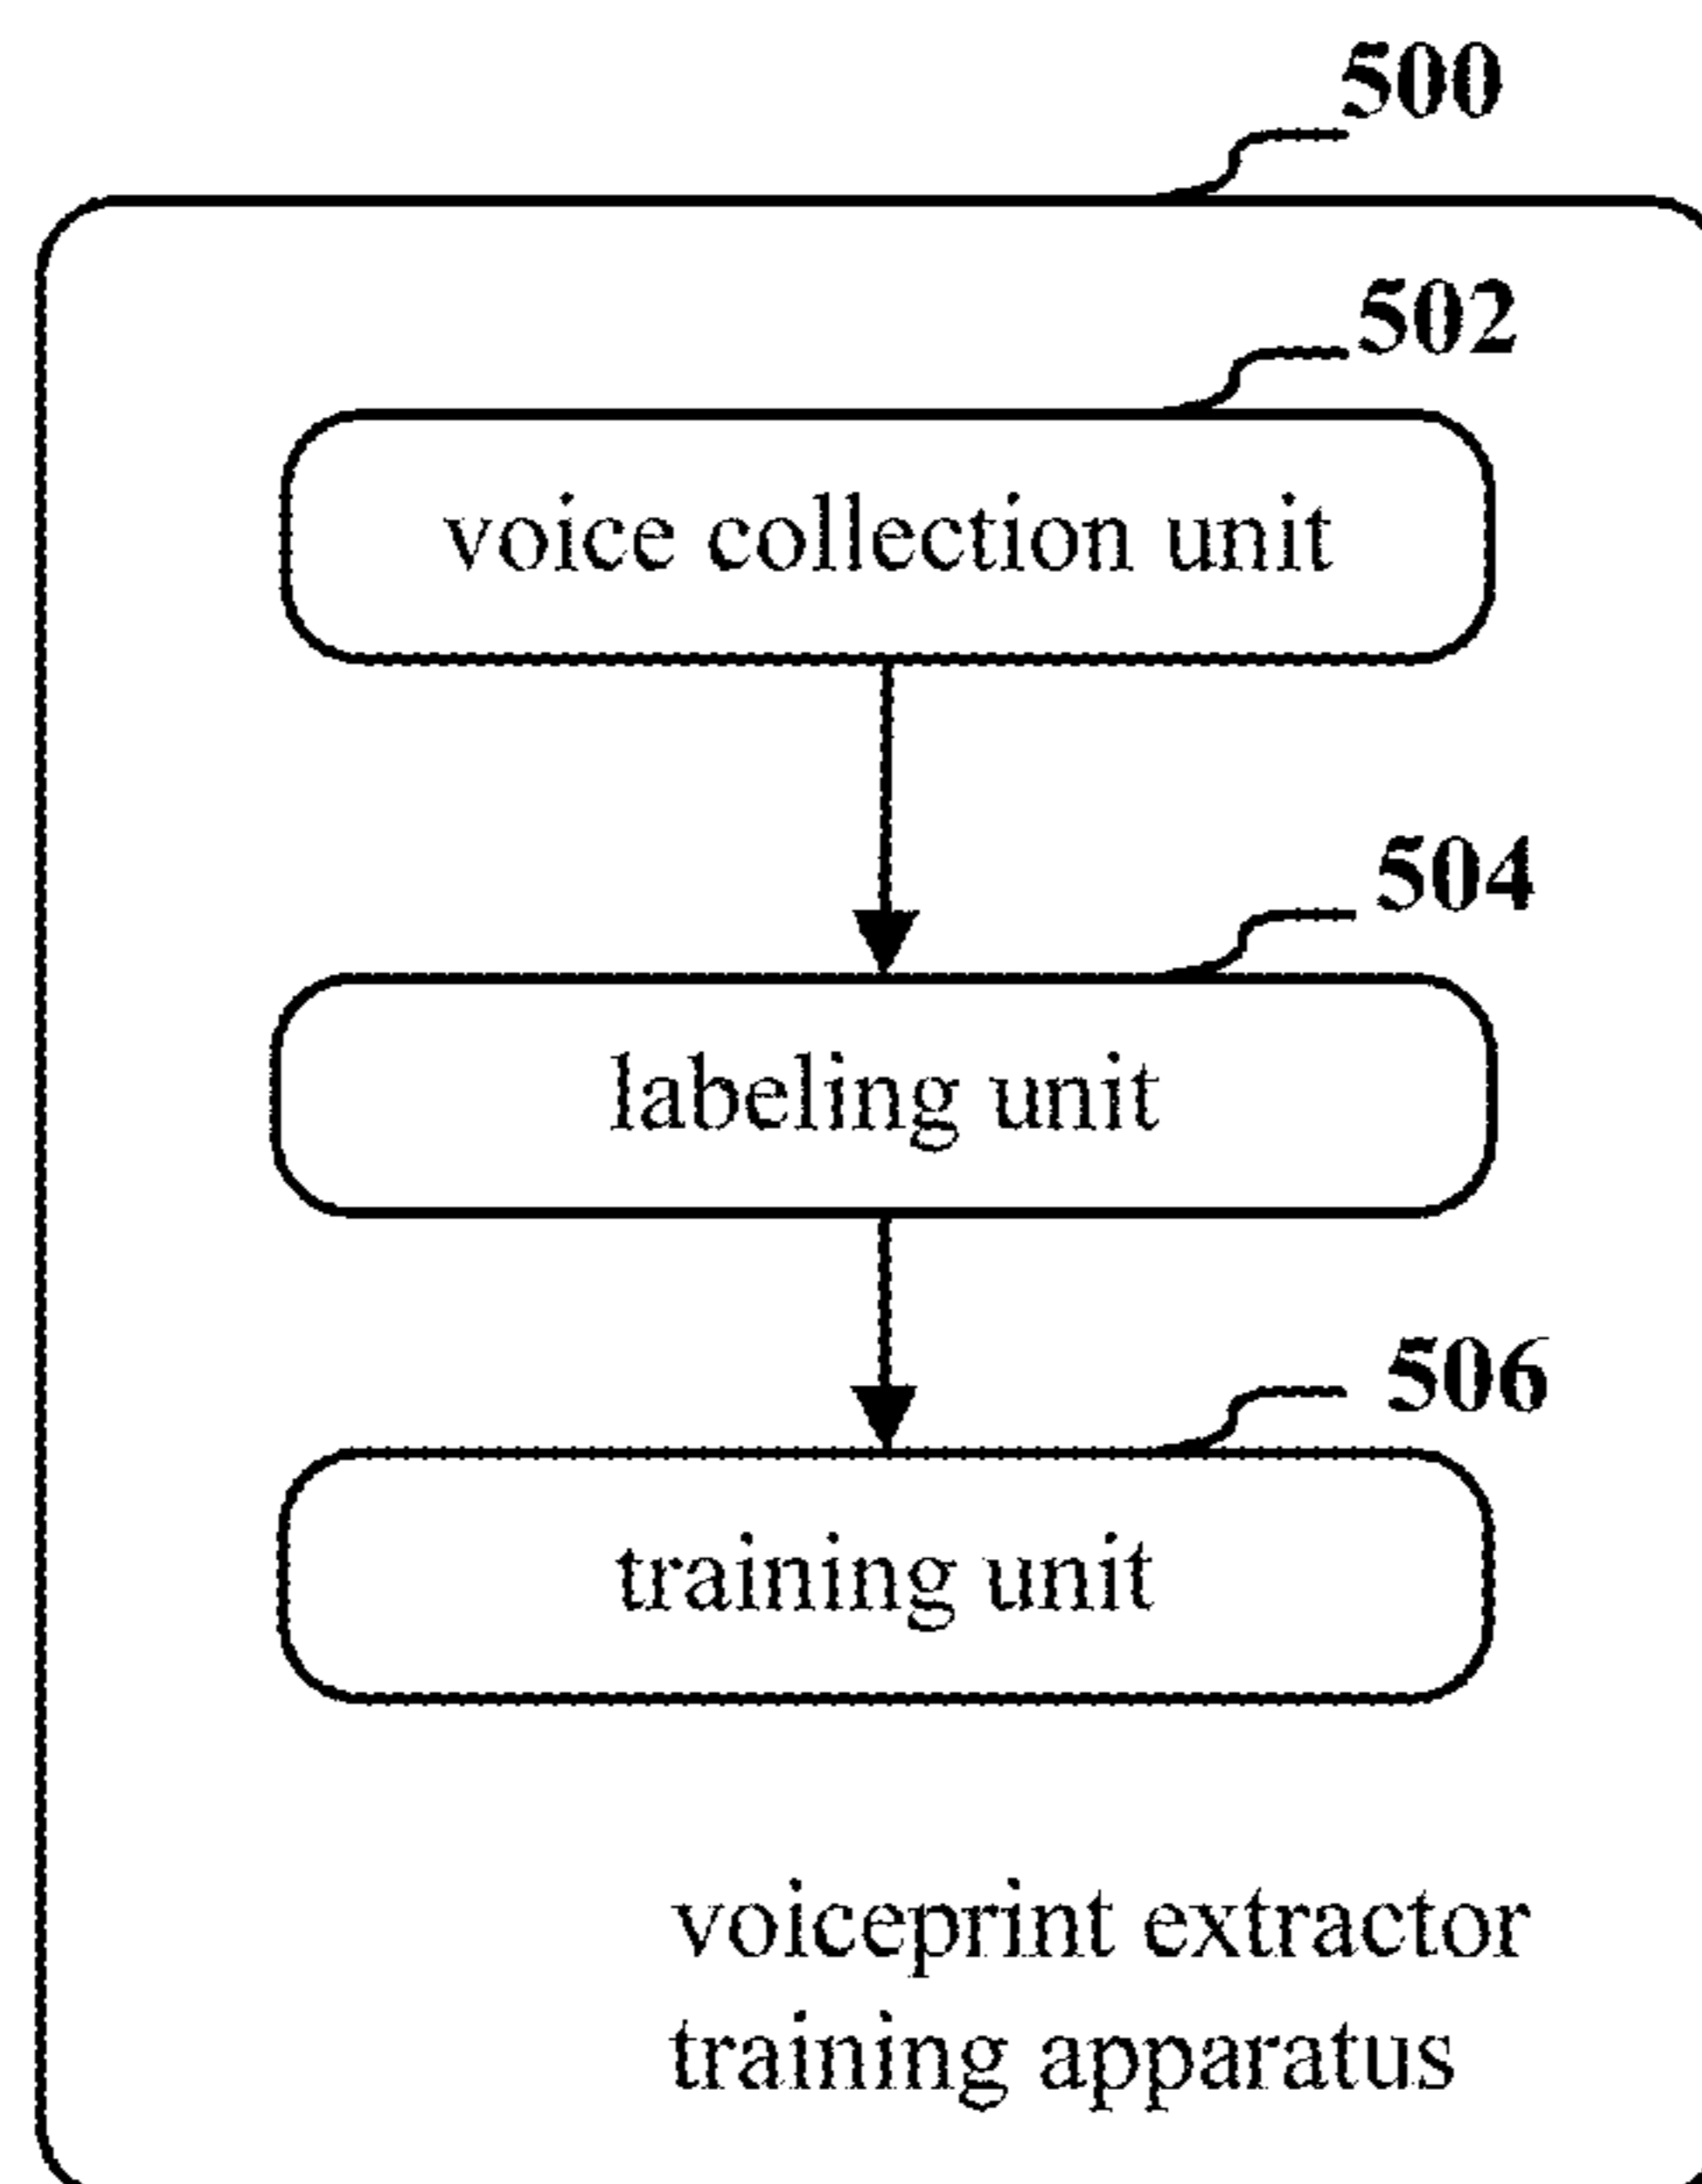 500
502
voice collection unit
504
labeling unit
506
training unit
voiceprint extractor
training apparatus